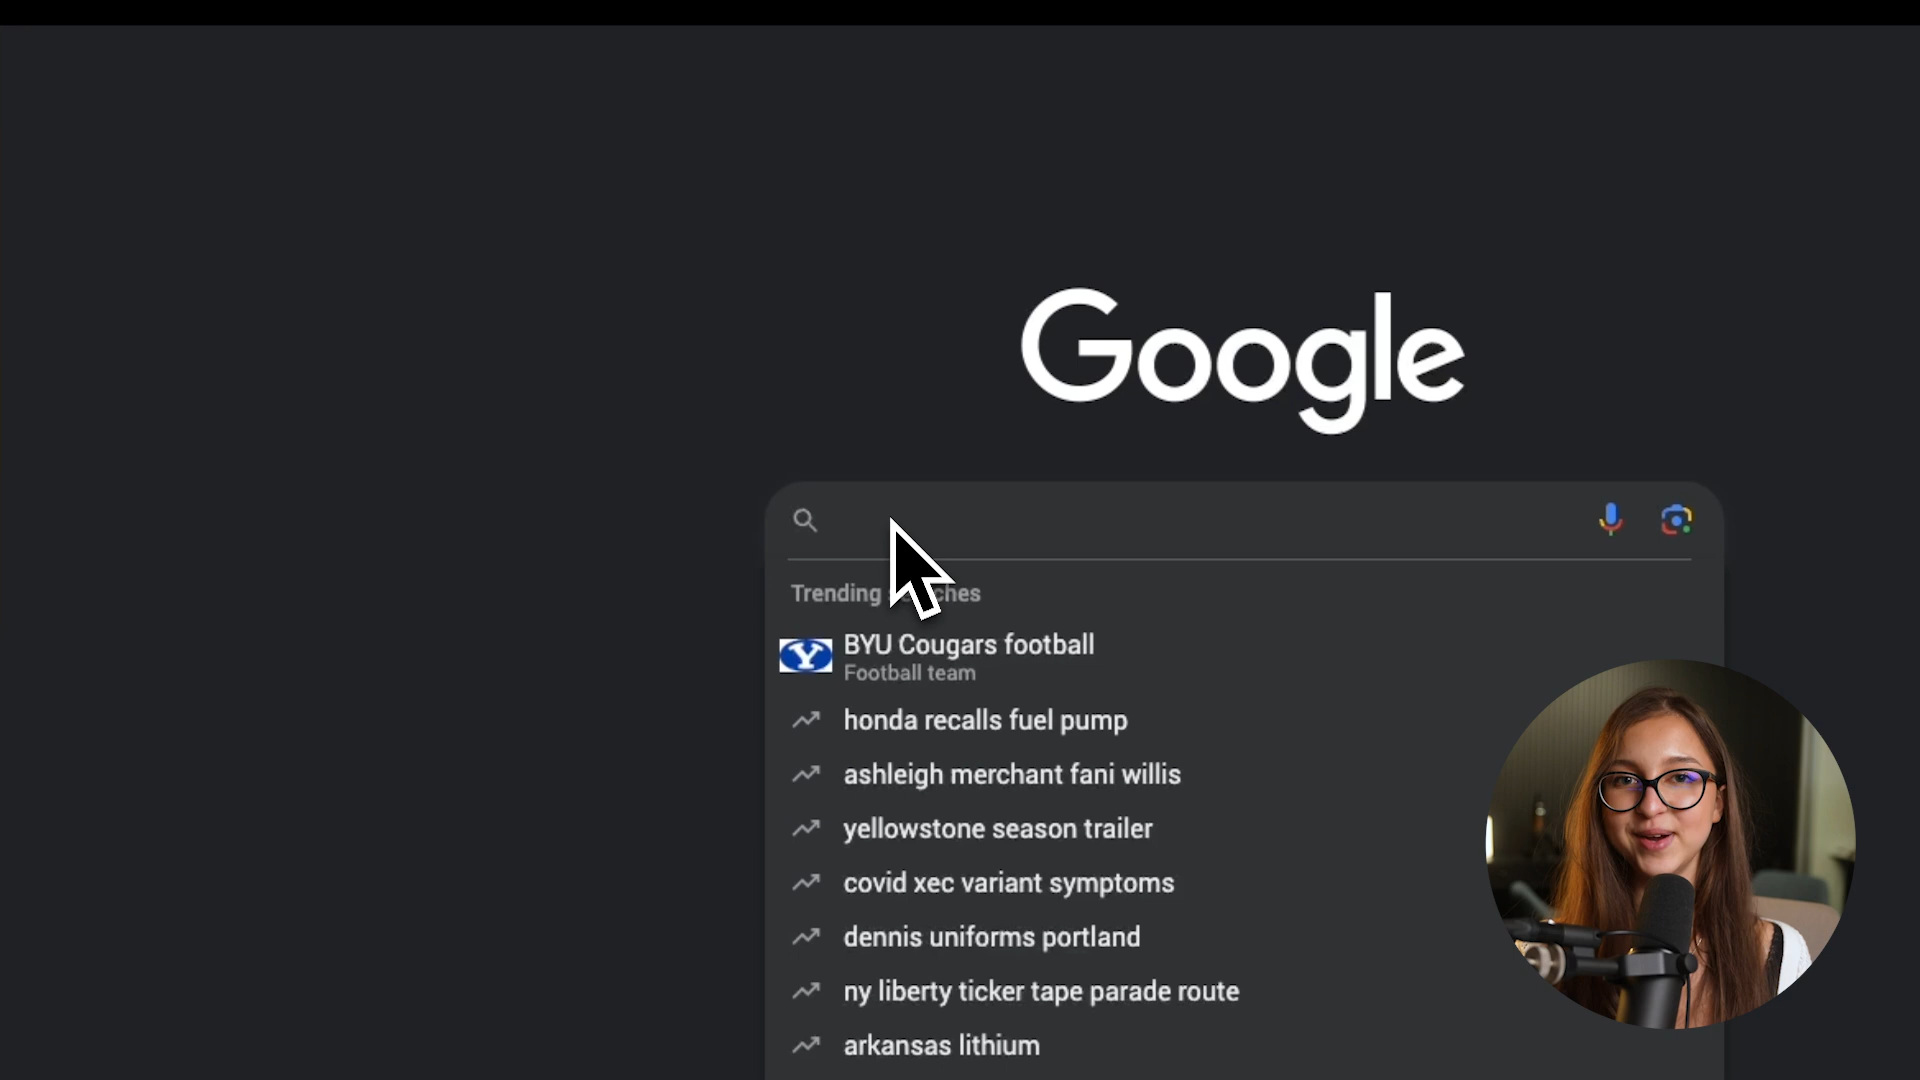 Google
Trending searches
BYU Cougars football
Football team
honda recalls fuel pump
ashleigh merchant fani willis
yellowstone season trailer
covid xec variant symptoms
dennis uniforms portland
ny liberty ticker tape parade route
arkansas lithium